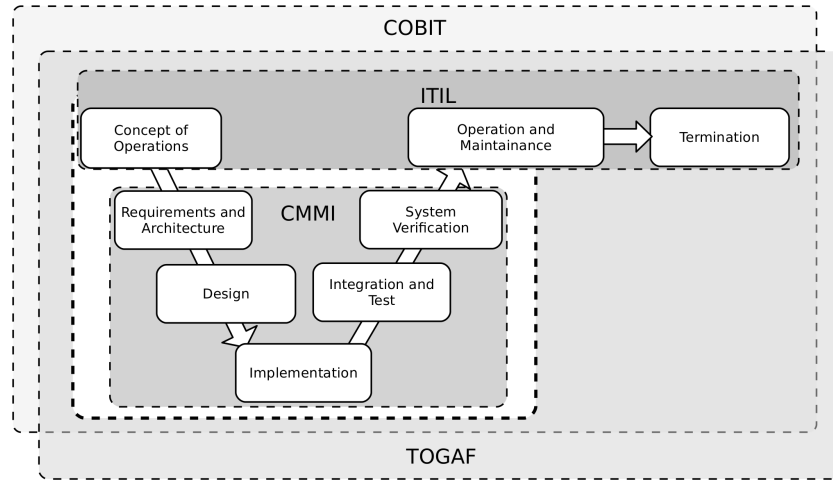 COBIT
ITIL
Concept of
Operations
Operation and
Maintainance
Termination
Requirements and
Architecture
CMMI
System
Verification
Design
Integration and
Test
Implementation
TOGAF